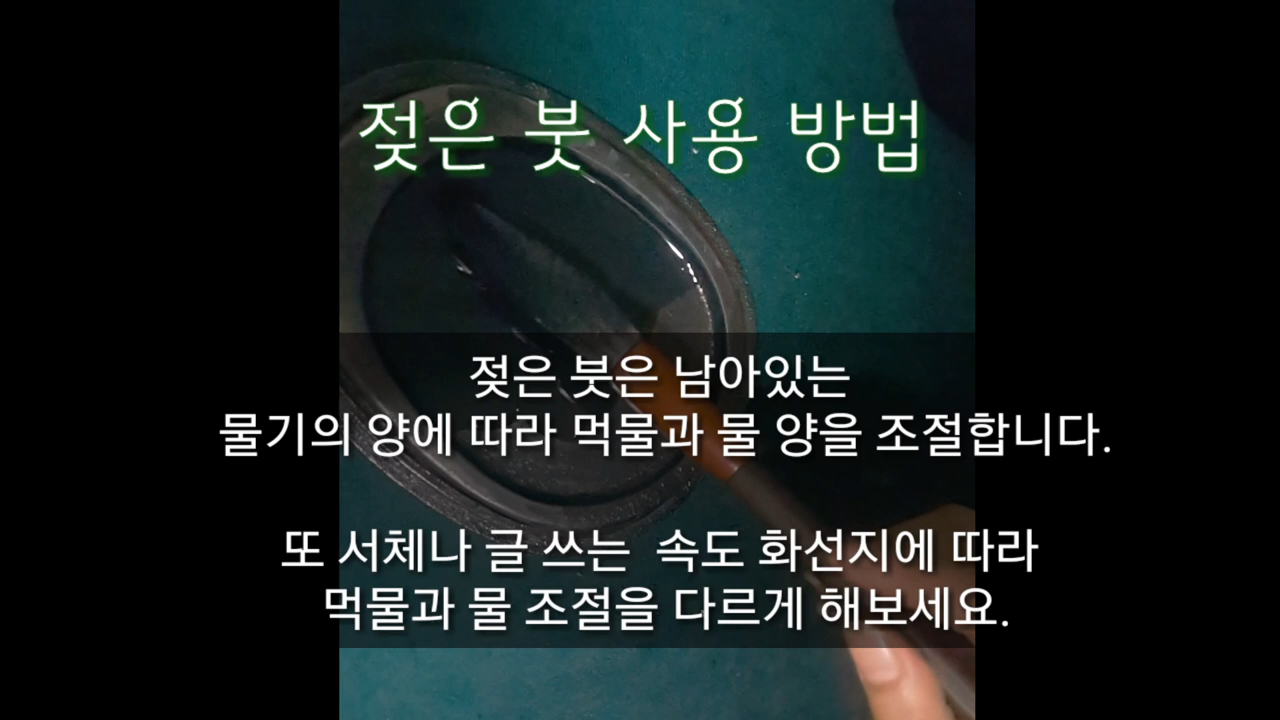 젖은 붓 사용 방법
젖은 붓은 남아있는
물기의 양에 따라 먹물과 물 양을 조절합니다.
또 서체나 글 쓰는 속도 화선지에 따라
먹물과 물 조절을 다르게 해보세요.